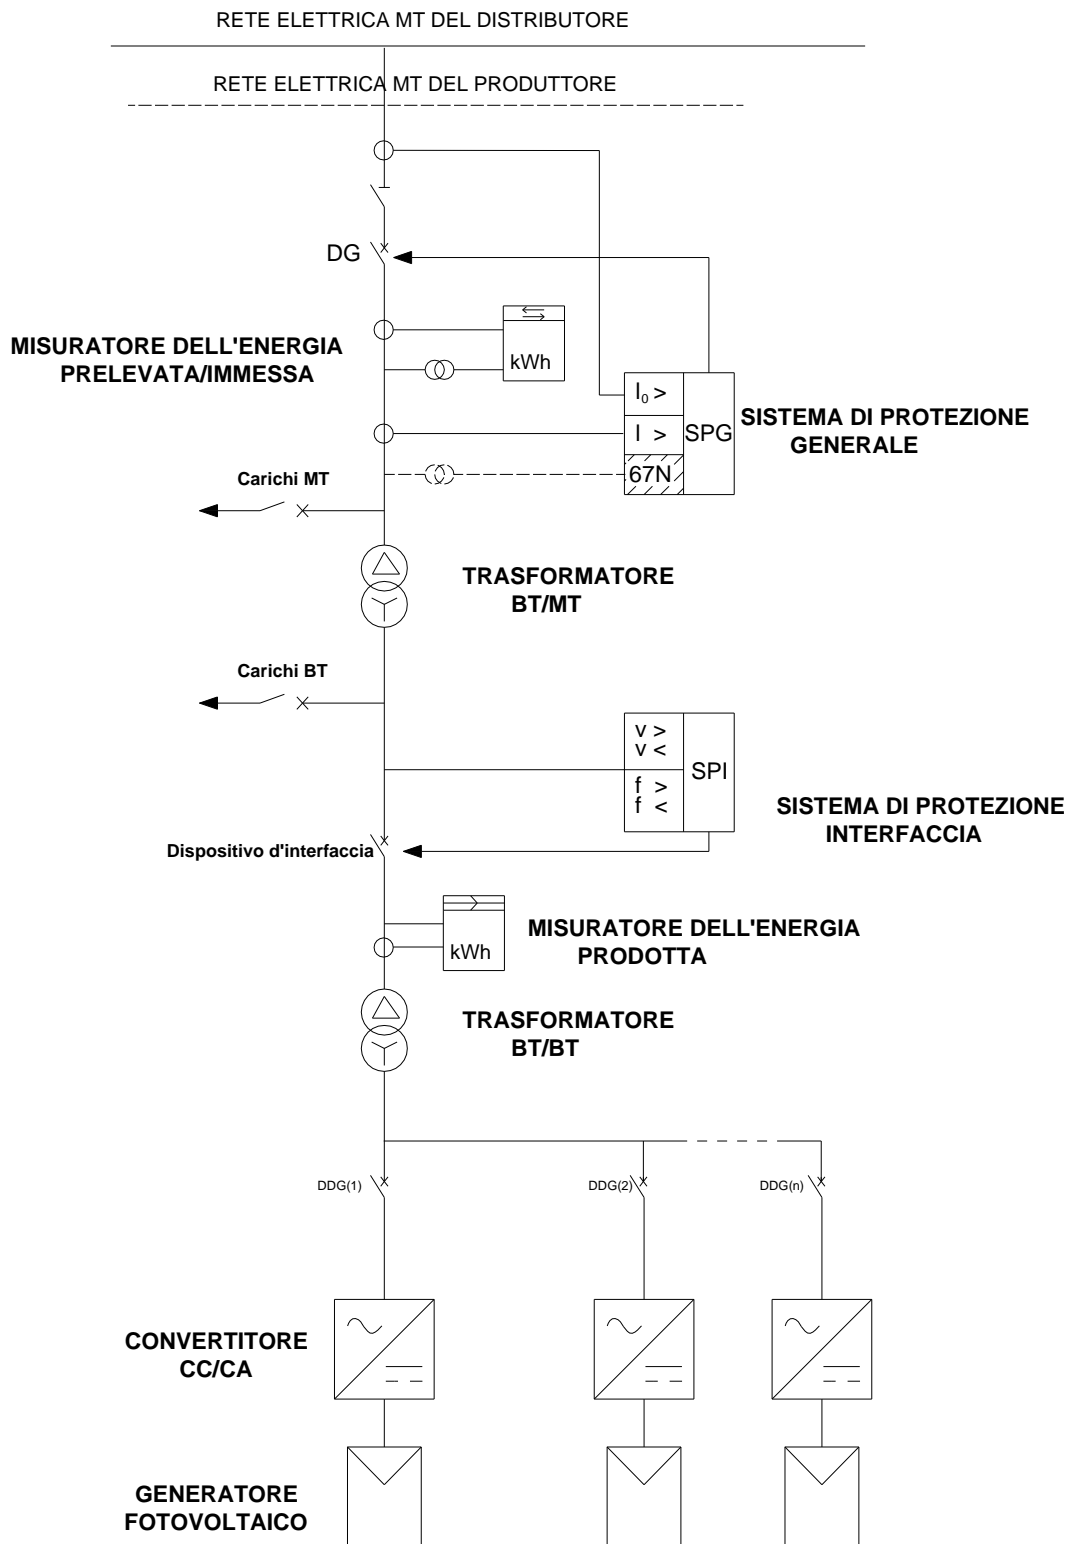 RETE ELETTRICA MT DEL DISTRIBUTORE
RETE ELETTRICA MT DEL PRODUTTORE
DG
MISURATORE DELL'ENERGIA
PRELEVATA/IMMESSA
kWh
I₀ >
I >
67N
SPG
SISTEMA DI PROTEZIONE
GENERALE
Carichi MT
TRASFORMATORE
BT/MT
Carichi BT
v >
v <
f >
f <
SPI
SISTEMA DI PROTEZIONE
INTERFACCIA
Dispositivo d'interfaccia
kWh
MISURATORE DELL'ENERGIA
PRODOTTA
TRASFORMATORE
BT/BT
DDG(1)
DDG(2)
DDG(n)
CONVERTITORE
CC/CA
GENERATORE
FOTOVOLTAICO